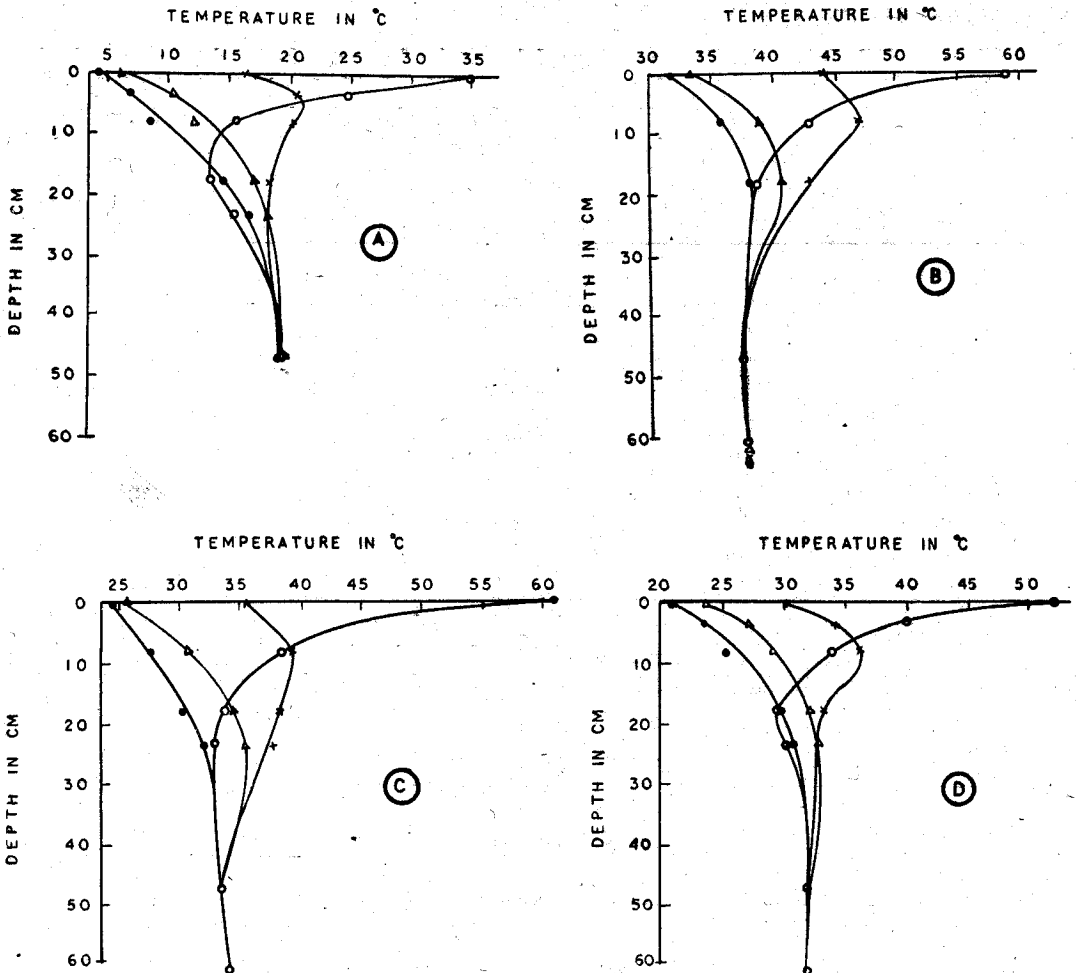 TEMPERATURE IN °C
5 10 15 20 25 30 35
0
10
20
30
40
50
60
DEPTH IN CM
A
TEMPERATURE IN °C
30 35 40 45 50 55 60
0
10
20
30
40
50
60
DEPTH IN CM
B
TEMPERATURE IN °C
25 30 35 40 45 50 55 60
0
10
20
30
40
50
60
DEPTH IN CM
C
TEMPERATURE IN °C
20 25 30 35 40 45 50
0
10
20
30
40
50
60
DEPTH IN CM
D